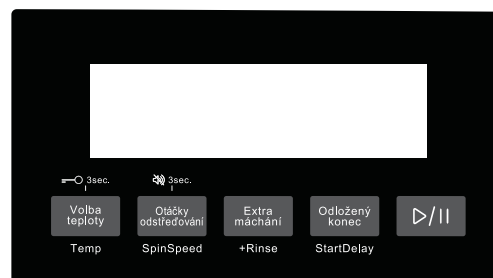 3sec. 3sec.
Volba teploty
Otáčky odstřeďování
Extra máchání
Odložený konec
Temp SpinSpeed +Rinse StartDelay